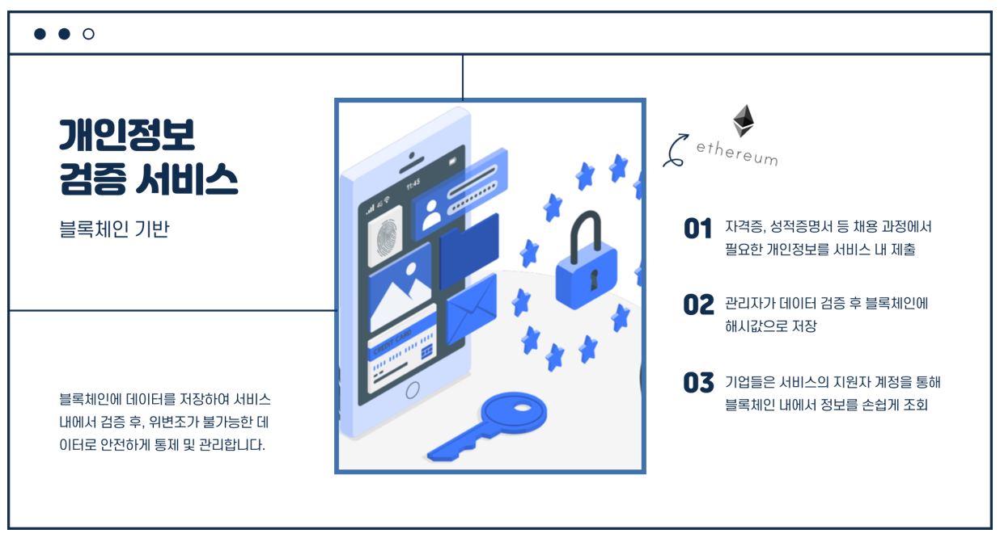 개인정보
검증 서비스
블록체인 기반
블록체인에 데이터를 저장하여 서비스
내에서 검증 후, 위변조가 불가능한 데
이터로 안전하게 통제 및 관리합니다.
4G
11:45
CREDIT CARD
ethereum
01
자격증, 성적증명서 등 채용 과정에서
필요한 개인정보를 서비스 내 제출
02
관리자가 데이터 검증 후 블록체인에
해시값으로 저장
03
기업들은 서비스의 지원자 계정을 통해
블록체인 내에서 정보를 손쉽게 조회